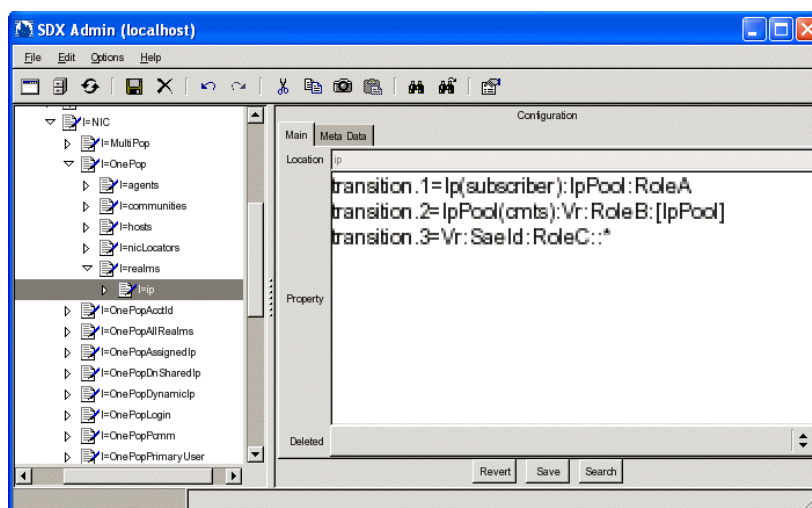 SDX Admin (localhost)
File Edit Options Help
l=NIC
l=MultiPop
l=OnePop
l=agents
l=communities
l=hosts
l=nicLocators
l=realms
l=ip
l=OnePopAcctId
l=OnePopAllRealms
l=OnePopAssignedIp
l=OnePopDnSharedIp
l=OnePopDynamicIp
l=OnePopLogin
l=OnePopPcmm
l=OnePopPrimaryUser
Configuration
Main Meta Data
Location ip
transition.1=Ip(subscriber):IpPool:RoleA
transition.2=IpPool(cmts):Vr:RoleB:[IpPool]
transition.3=Vr:SaeId:RoleC::*
Property
Deleted
Revert Save Search